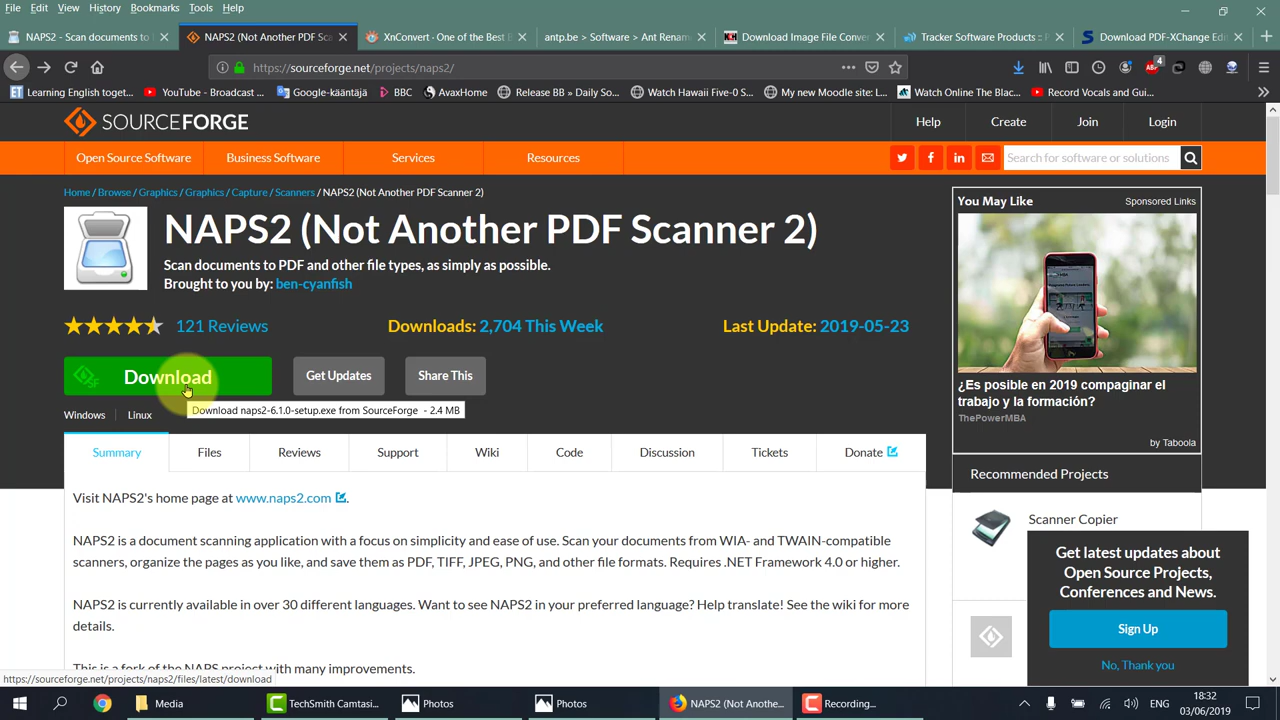 File Edit View History Bookmarks Tools Help
NAPS2 - Scan documents to
NAPS2 (Not Another PDF Sca
XnConvert - One of the Best B
antp.be > Software > Ant Renam
Download Image File Conver
Tracker Software Products :: P
Download PDF-XChange Edi
https://sourceforge.net/projects/naps2/
4
Learning English toget...
YouTube - Broadcast ...
Google-kääntäjä
BBC
AvaxHome
Release BB » Daily So...
Watch Hawaii Five-0 S...
My new Moodle site: L...
Watch Online The Blac...
Record Vocals and Gui...
SOURCEFORGE
Help Create Join Login
Open Source Software Business Software Services Resources
Search for software or solutions
Home / Browse / Graphics / Graphics / Capture / Scanners / NAPS2 (Not Another PDF Scanner 2)
NAPS2 (Not Another PDF Scanner 2)
Scan documents to PDF and other file types, as simply as possible.
Brought to you by: ben-cyanfish
121 Reviews
Downloads: 2,704 This Week
Last Update: 2019-05-23
SF
Download
Get Updates
Share This
Windows Linux
Download naps2-6.1.0-setup.exe from SourceForge - 2.4 MB
Summary Files Reviews Support Wiki Code Discussion Tickets Donate
Visit NAPS2's home page at www.naps2.com.
NAPS2 is a document scanning application with a focus on simplicity and ease of use. Scan your documents from WIA- and TWAIN-compatible
scanners, organize the pages as you like, and save them as PDF, TIFF, JPEG, PNG, and other file formats. Requires .NET Framework 4.0 or higher.
NAPS2 is currently available in over 30 different languages. Want to see NAPS2 in your preferred language? Help translate! See the wiki for more
details.
This is a fork of the NAPS project with many improvements.
You May Like
Sponsored Links
¿Es posible en 2019 compaginar el
trabajo y la formación?
ThePowerMBA
by Taboola
Recommended Projects
Scanner Copier
Get latest updates about
Open Source Projects,
Conferences and News.
Sign Up
No, Thank you
https://sourceforge.net/projects/naps2/files/latest/download
Media
TechSmith Camtasi...
Photos
Photos
NAPS2 (Not Anothe...
Recording...
ENG
18:32
03/06/2019